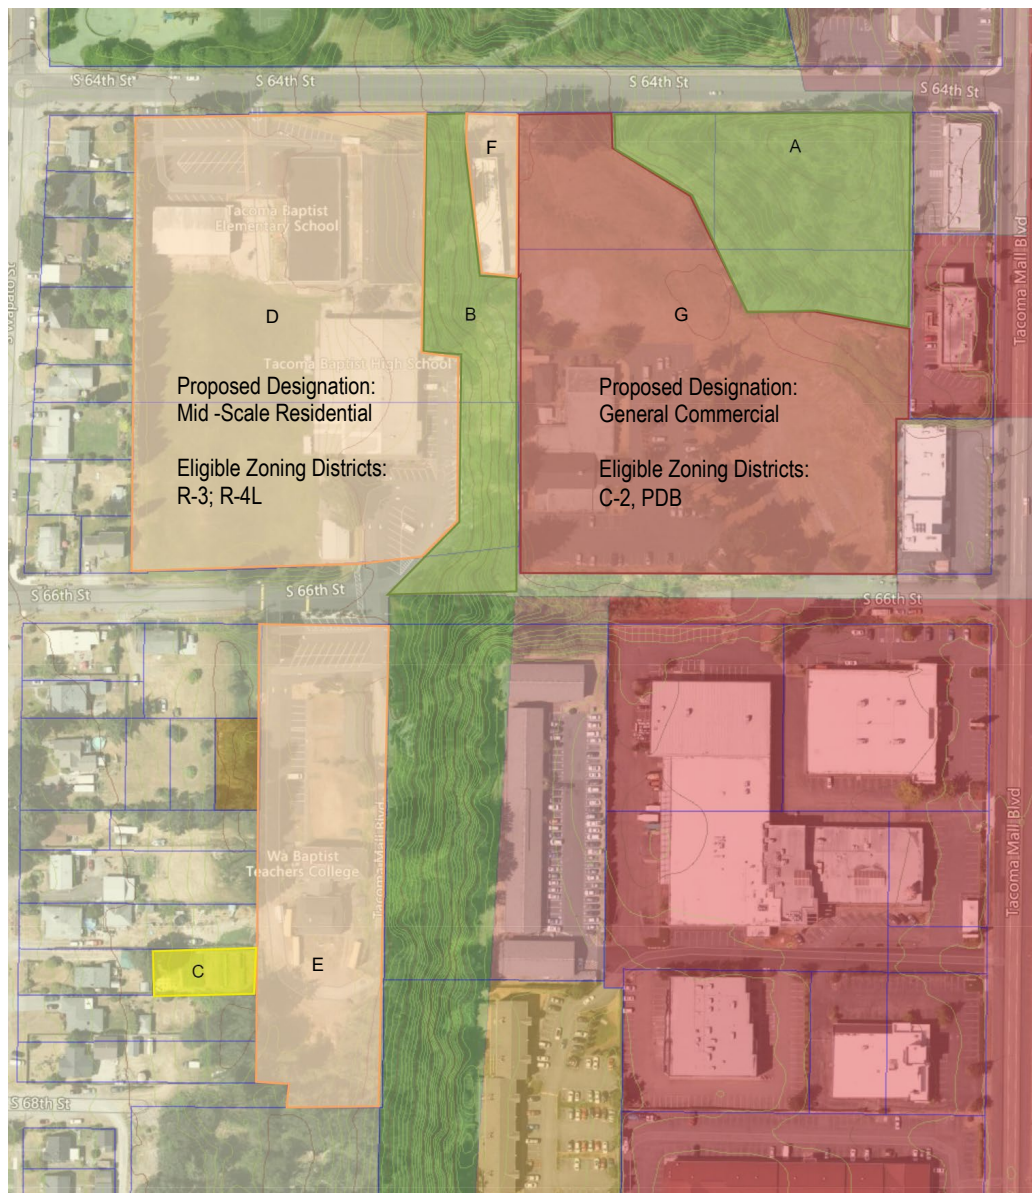 S 64th St
S 64th St
S 64th St
S 64th St
A
F
Tacoma Baptist
Elementary School
Tacoma Mall Blvd
D
B
G
Tacoma Baptist High School
Proposed Designation:
Mid -Scale Residential
Eligible Zoning Districts:
R-3; R-4L
Proposed Designation:
General Commercial
Eligible Zoning Districts:
C-2, PDB
S Wapato St
S 66th St
S 66th St
S 66th St
Wa Baptist
Teachers College
Tacoma Mall Blvd
Tacoma Mall Blvd
C
E
S 68th St